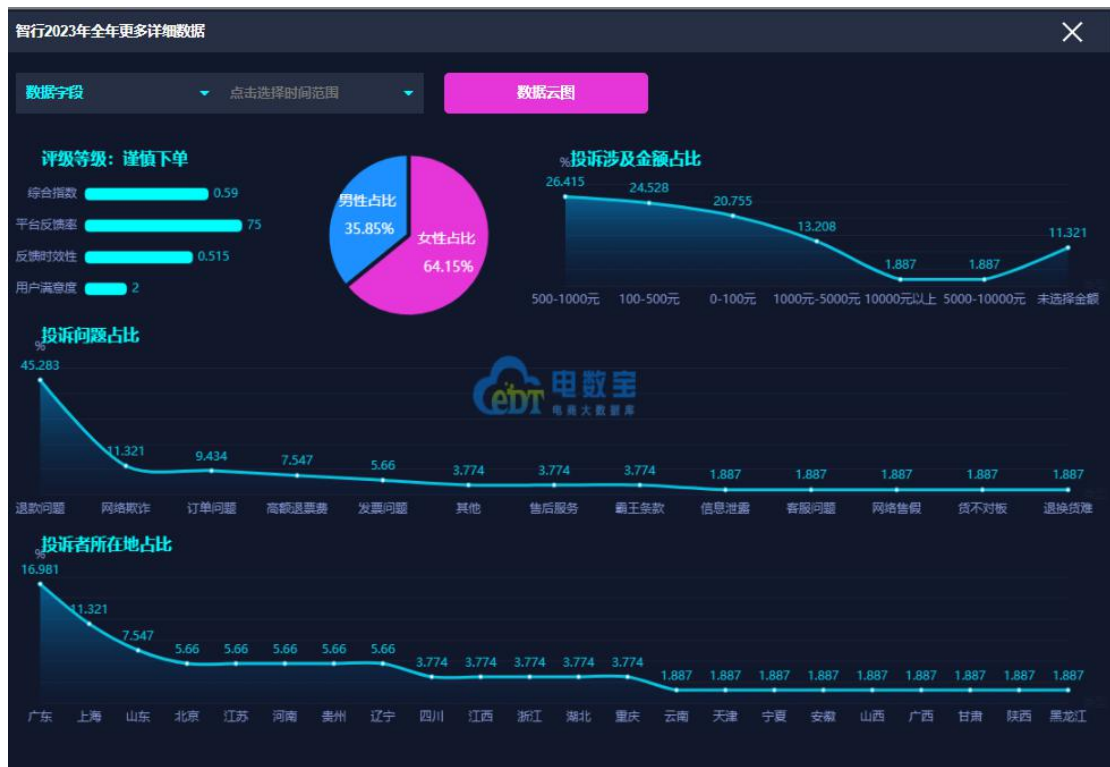 智行2023年全年更多详细数据
数据字段
点击选择时间范围
数据云图
评级等级：谨慎下单
综合指数 0.59
平台反馈率 75
反馈时效性 0.515
用户满意度 2
男性占比
35.85%
女性占比
64.15%
%投诉涉及金额占比
26.415 24.528 20.755 13.208 1.887 1.887 11.321
500-1000元 100-500元 0-100元 1000元-5000元 10000元以上 5000-10000元 未选择金额
%投诉问题占比
45.283 11.321 9.434 7.547 5.66 3.774 3.774 3.774 1.887 1.887 1.887 1.887 1.887
退款问题 网络欺诈 订单问题 高额退票费 发票问题 其他 售后服务 霸王条款 信息泄露 客服问题 网络售假 货不对板 退换货难
eDT 电数宝
电商大数据库
%投诉者所在地占比
16.981 11.321 7.547 5.66 5.66 5.66 5.66 5.66 3.774 3.774 3.774 3.774 3.774 1.887 1.887 1.887 1.887 1.887 1.887 1.887 1.887 1.887
广东 上海 山东 北京 江苏 河南 贵州 辽宁 四川 江西 浙江 湖北 重庆 云南 天津 宁夏 安徽 山西 广西 甘肃 陕西 黑龙江